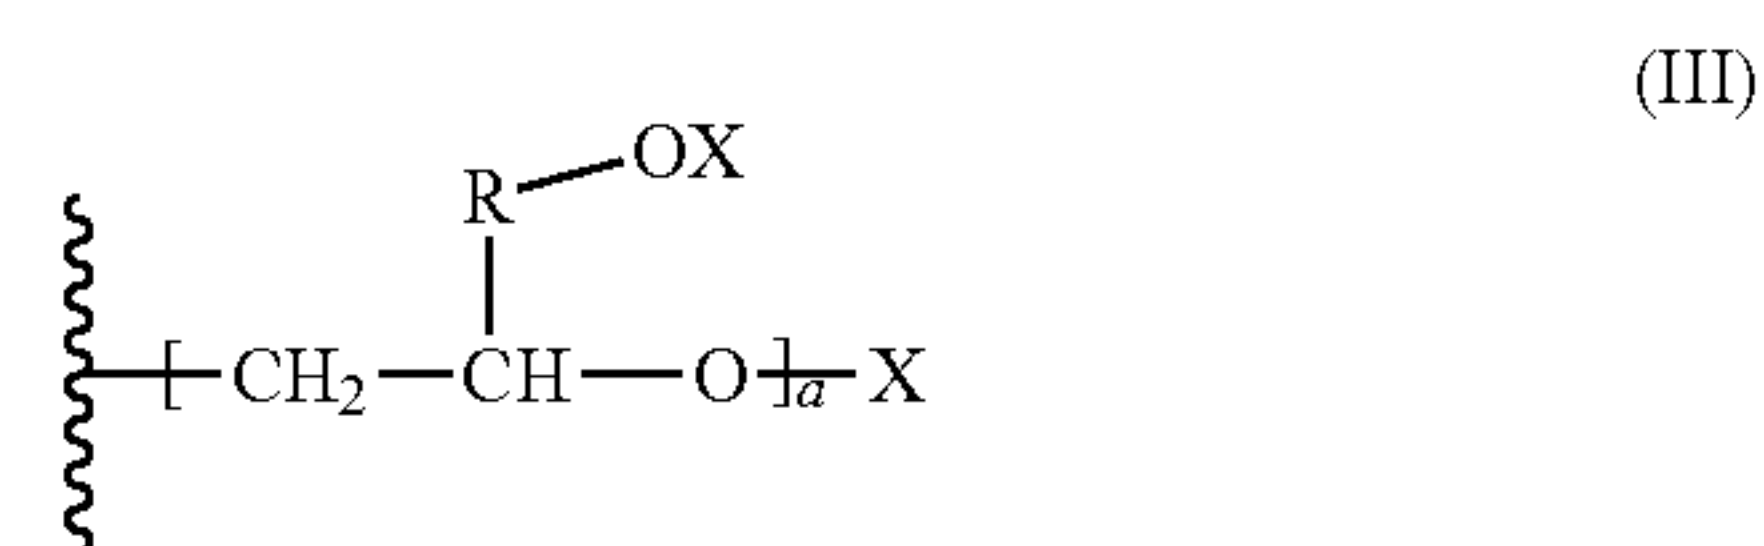 (III)
OX
R
[CH₂—CH—O]ₐ—X